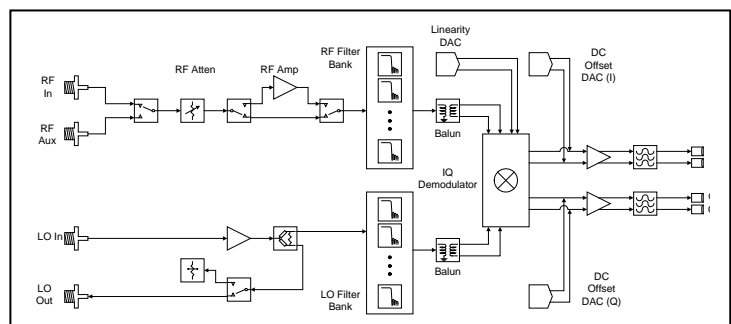 RF
In
RF
Aux
RF Atten
RF Amp
RF Filter
Bank
Linearity
DAC
DC
Offset
DAC (I)
Balun
IQ
Demodulator
LO In
LO
Out
LO Filter
Bank
Balun
DC
Offset
DAC (Q)